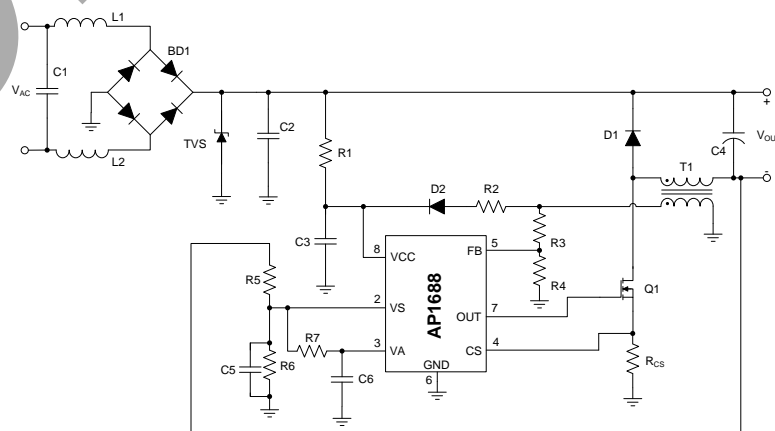 L1
BD1
C1
VAC
L2
TVS
C2
R1
D1
C4
VOU
+
-
T1
D2
R2
C3
8
VCC
FB
5
R3
R4
R5
2
VS
AP1688
OUT
7
Q1
R7
3
VA
CS
4
C5
R6
C6
GND
6
RCS